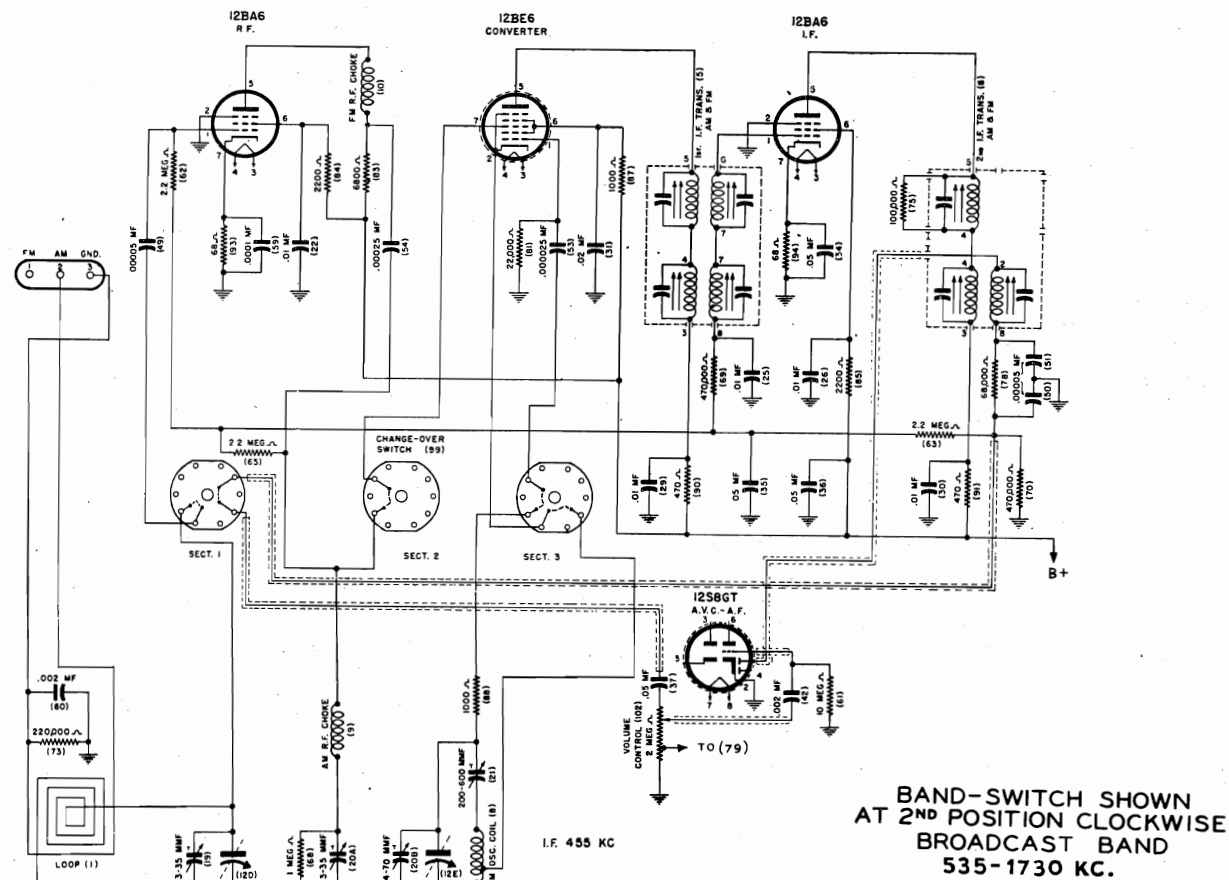 12BA6
R.F.
12BE6
CONVERTER
12BA6
I.F.
FM R.F. CHOKE
(10)
1ST. I.F. TRANS. (5)
AM & FM
2ND I.F. TRANS. (6)
AM & FM
2.2 MEG
(62)
2200
(84)
6800
(83)
1000
(87)
.00005 MF
(49)
68
(93)
.0001 MF
(59)
.01 MF
(22)
.00025 MF
(54)
22,000
(81)
.000025 MF
(53)
.02 MF
(31)
68
(94)
.05 MF
(34)
100,000
(75)
FM AM GND.
1 2 3
470,000
(69)
.01 MF
(25)
.01 MF
(26)
2200
(85)
68,000
(78)
.00005 MF
(51)
(50)
2.2 MEG
(65)
CHANGE-OVER
SWITCH (99)
2.2 MEG
(63)
.01 MF
(29)
470
(90)
.05 MF
(35)
.05 MF
(36)
.01 MF
(30)
470
(91)
470,000
(70)
SECT. 1
SECT. 2
SECT. 3
B+
12S8GT
A.V.C.-A.F.
.002 MF
(60)
220,000
(73)
AM R.F. CHOKE
(9)
1000
(88)
.05 MF
(37)
VOLUME
CONTROL (102)
2 MEG
TO (79)
.002 MF
(42)
10 MEG
(61)
200-600 MMF
(21)
LOOP (1)
3-35 MMF
(19)
(12D)
1 MEG
(68)
3-35 MMF
(20A)
4-70 MMF
(20B)
(12E)
OSC. COIL (8)
I.F. 455 KC
BAND-SWITCH SHOWN
AT 2ND POSITION CLOCKWISE
BROADCAST BAND
535-1730 KC.